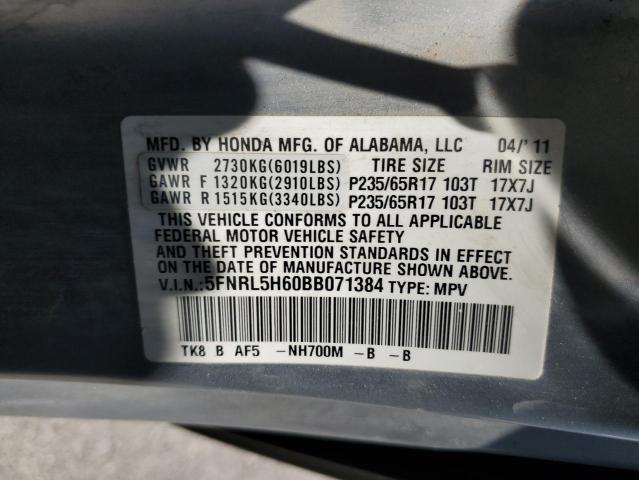 MFD. BY HONDA MFG. OF ALABAMA, LLC 04/'11
GVWR 2730KG(6019LBS) TIRE SIZE RIM SIZE
GAWR F 1320KG(2910LBS) P235/65R17 103T 17X7J
GAWR R 1515KG(3340LBS) P235/65R17 103T 17X7J
THIS VEHICLE CONFORMS TO ALL APPLICABLE
FEDERAL MOTOR VEHICLE SAFETY
AND THEFT PREVENTION STANDARDS IN EFFECT
ON THE DATE OF MANUFACTURE SHOWN ABOVE.
V.I.N.:5FNRL5H60BB071384 TYPE: MPV
TK8 B AF5 -NH700M -B -B